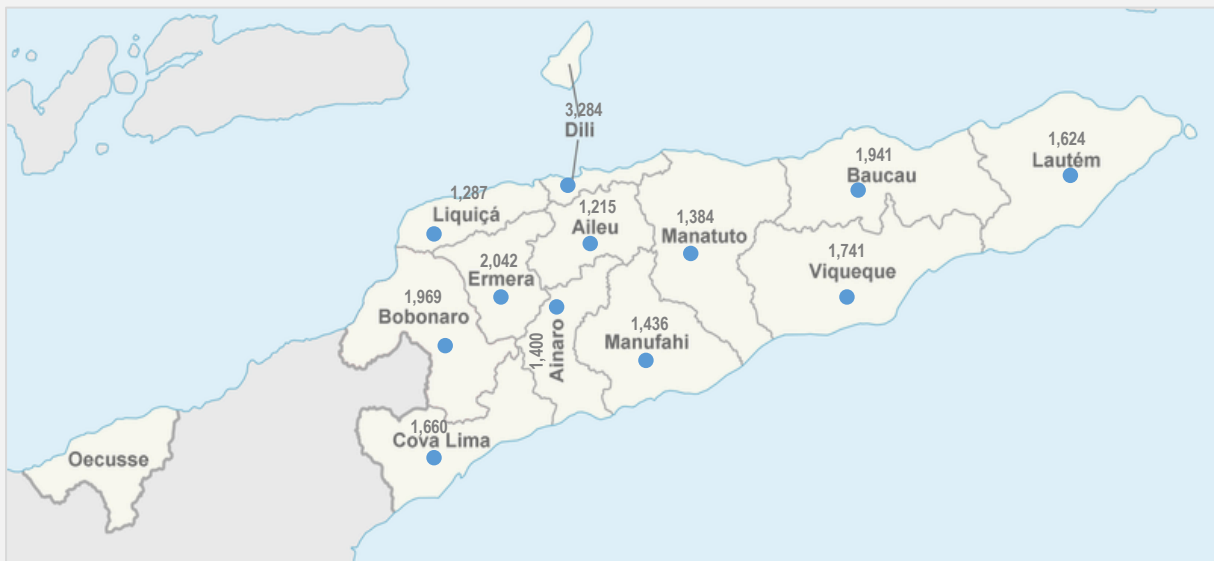 3,284
Dili
1,624
Lautém
1,941
Baucau
1,287
Liquiçá
1,215
Aileu
1,384
Manatuto
2,042
Ermera
1,741
Viqueque
1,969
Bobonaro
1,400
Ainaro
1,436
Manufahi
1,660
Cova Lima
Oecusse